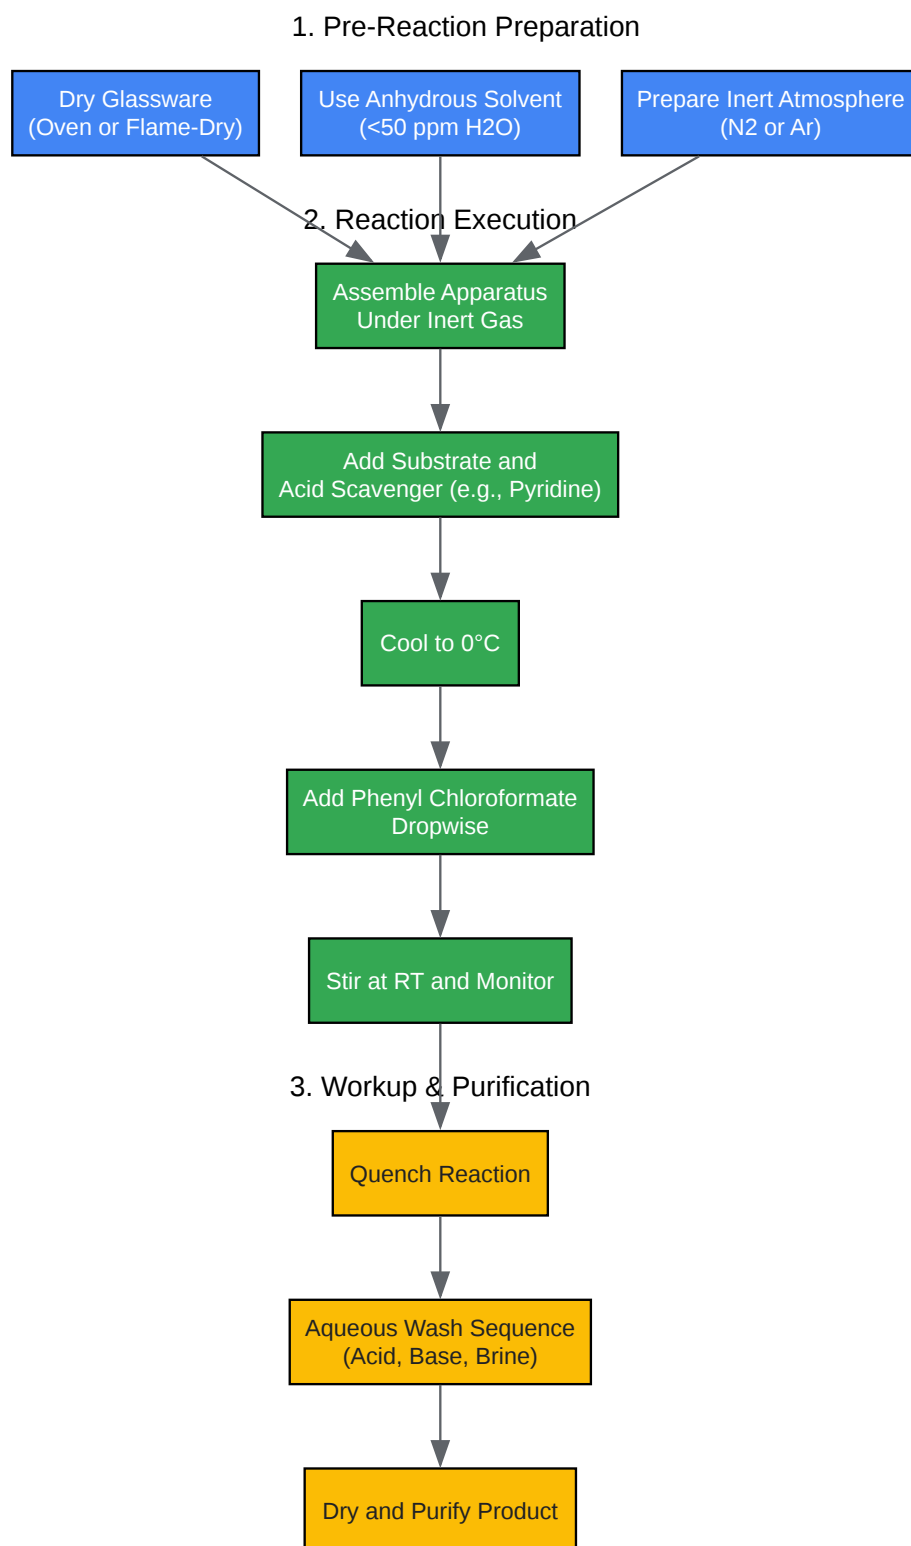 1. Pre-Reaction Preparation
Dry Glassware
(Oven or Flame-Dry)
Use Anhydrous Solvent
(<50 ppm H2O)
Prepare Inert Atmosphere
(N2 or Ar)
2. Reaction Execution
Assemble Apparatus
Under Inert Gas
Add Substrate and
Acid Scavenger (e.g., Pyridine)
Cool to 0°C
Add Phenyl Chloroformate
Dropwise
Stir at RT and Monitor
3. Workup & Purification
Quench Reaction
Aqueous Wash Sequence
(Acid, Base, Brine)
Dry and Purify Product